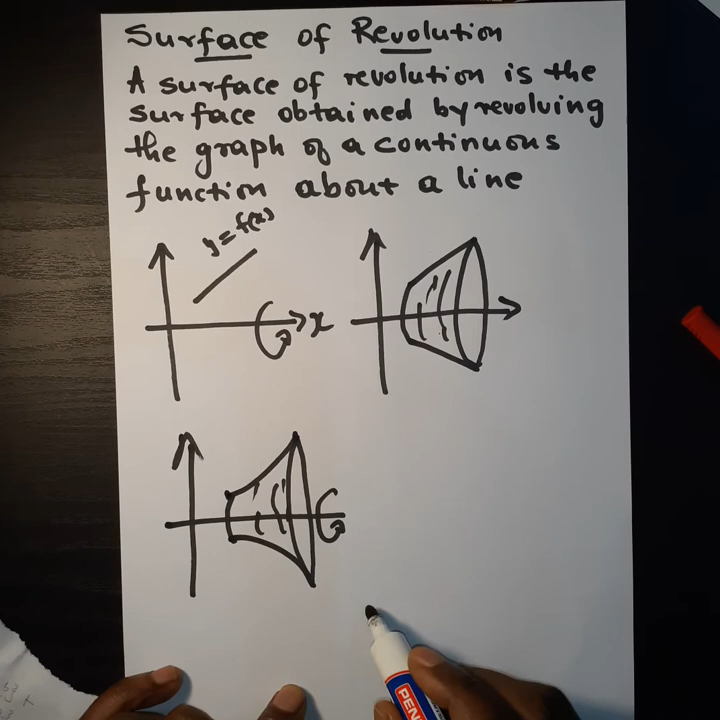 Surface of Revolution
A surface of revolution is the
surface obtained by revolving
the graph of a continuous
function about a line
y = f(x)
x
PEN